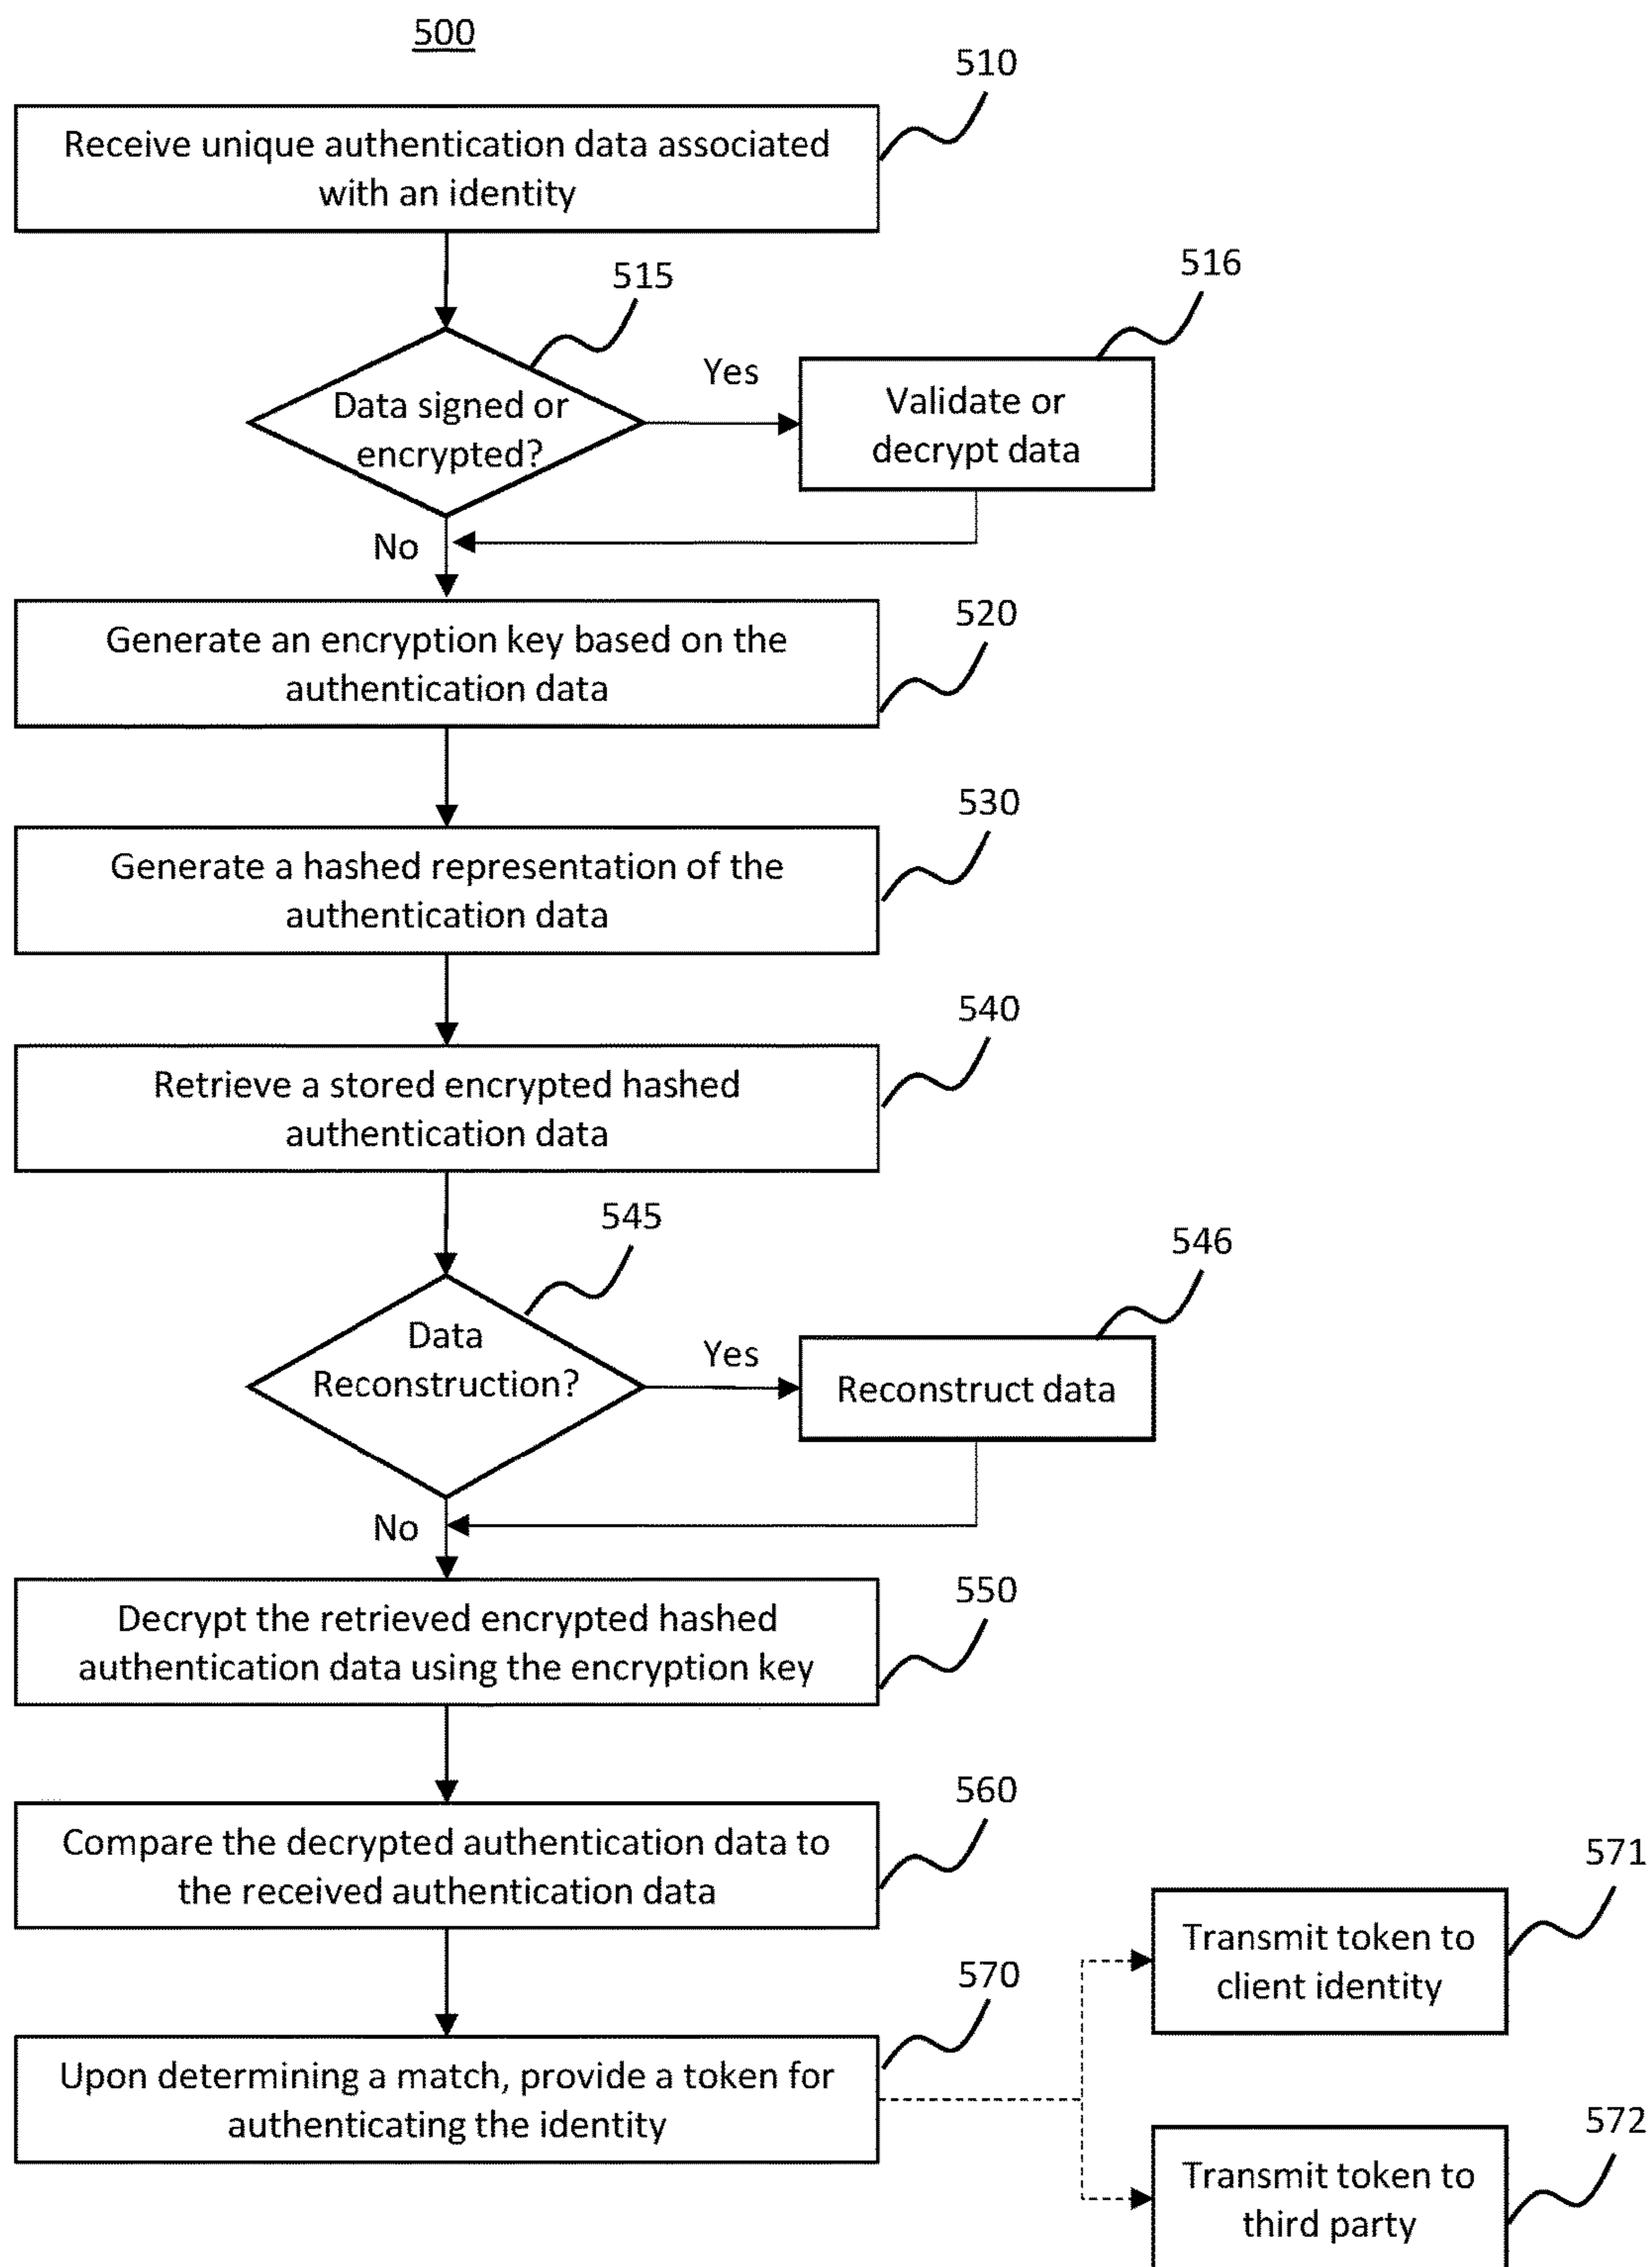 500
510
Receive unique authentication data associated
with an identity
515
516
Data signed or
encrypted?
Yes
Validate or
decrypt data
No
520
Generate an encryption key based on the
authentication data
530
Generate a hashed representation of the
authentication data
540
Retrieve a stored encrypted hashed
authentication data
545
546
Data
Reconstruction?
Yes
Reconstruct data
No
550
Decrypt the retrieved encrypted hashed
authentication data using the encryption key
560
Compare the decrypted authentication data to
the received authentication data
570
Upon determining a match, provide a token for
authenticating the identity
571
Transmit token to
client identity
572
Transmit token to
third party